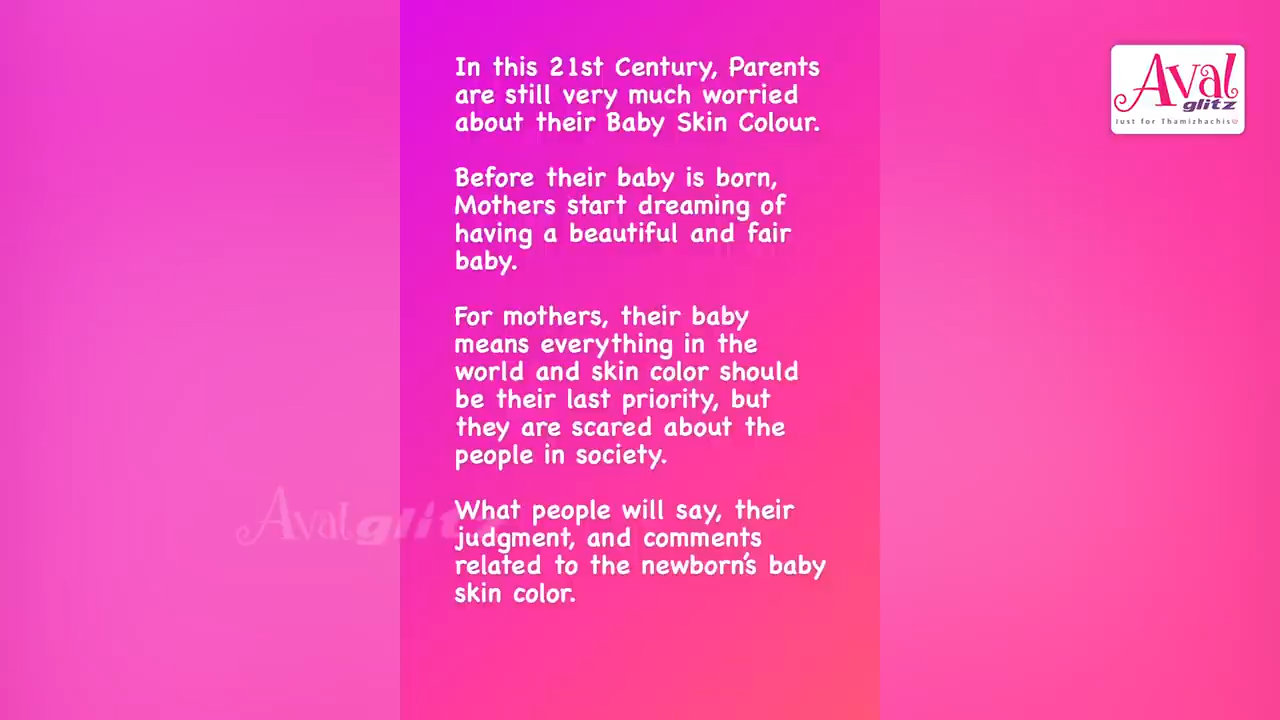 In this 21st Century, Parents
are still very much worried
about their Baby Skin Colour.
Before their baby is born,
Mothers start dreaming of
having a beautiful and fair
baby.
For mothers, their baby
means everything in the
world and skin color should
be their last priority, but
they are scared about the
people in society.
What people will say, their
judgment, and comments
related to the newborn's baby
skin color.
Aval
glitz
Just for Thamizhachis
Avalglitz